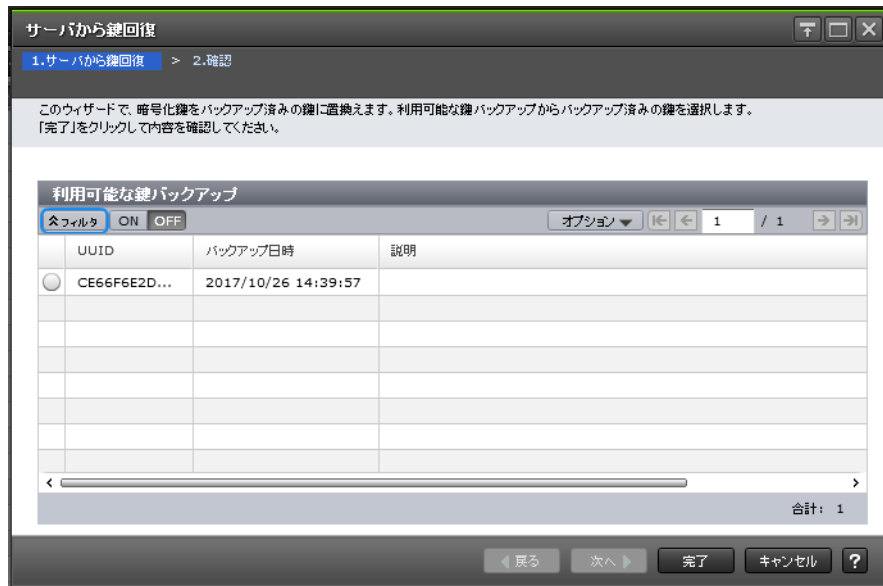 サーバから鍵回復
1.サーバから鍵回復 > 2.確認
このウィザードで、暗号化鍵をバックアップ済みの鍵に置換えます。利用可能な鍵バックアップからバックアップ済みの鍵を選択します。
「完了」をクリックして内容を確認してください。
利用可能な鍵バックアップ
フィルタ ON OFF オプション 1 / 1
UUID バックアップ日時 説明
CE66F6E2D... 2017/10/26 14:39:57
合計: 1
戻る 次へ 完了 キャンセル ?